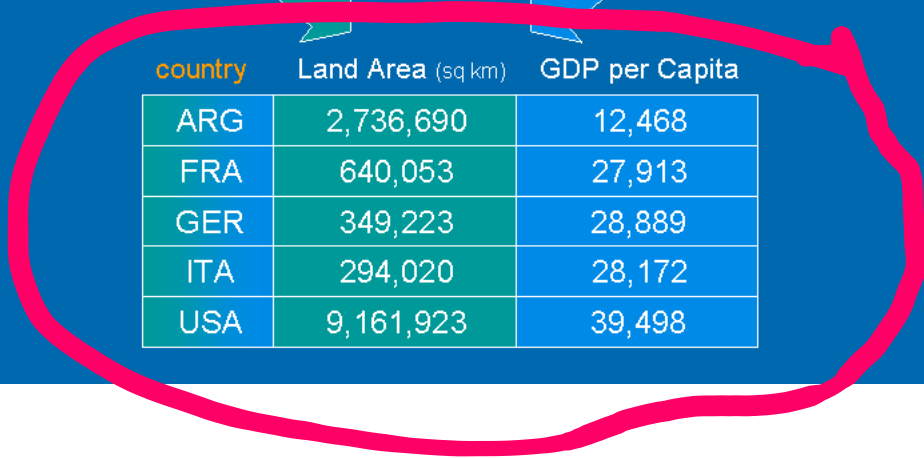 country Land Area (sq km) GDP per Capita
ARG 2,736,690 12,468
FRA 640,053 27,913
GER 349,223 28,889
ITA 294,020 28,172
USA 9,161,923 39,498